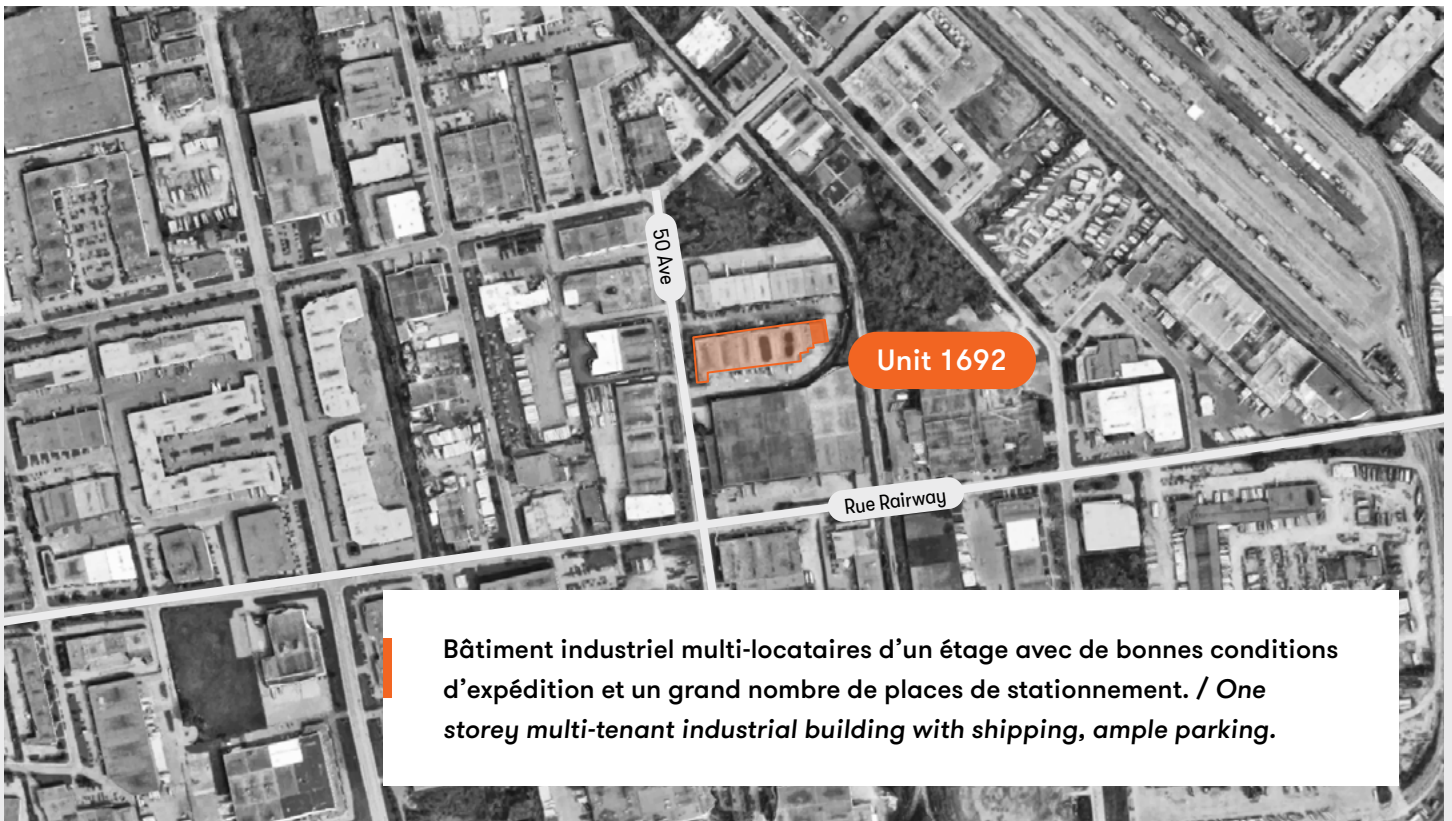 50 Ave
Unit 1692
Rue Rairway
Bâtiment industriel multi-locataires d’un étage avec de bonnes conditions
d’expédition et un grand nombre de places de stationnement. / One
storey multi-tenant industrial building with shipping, ample parking.